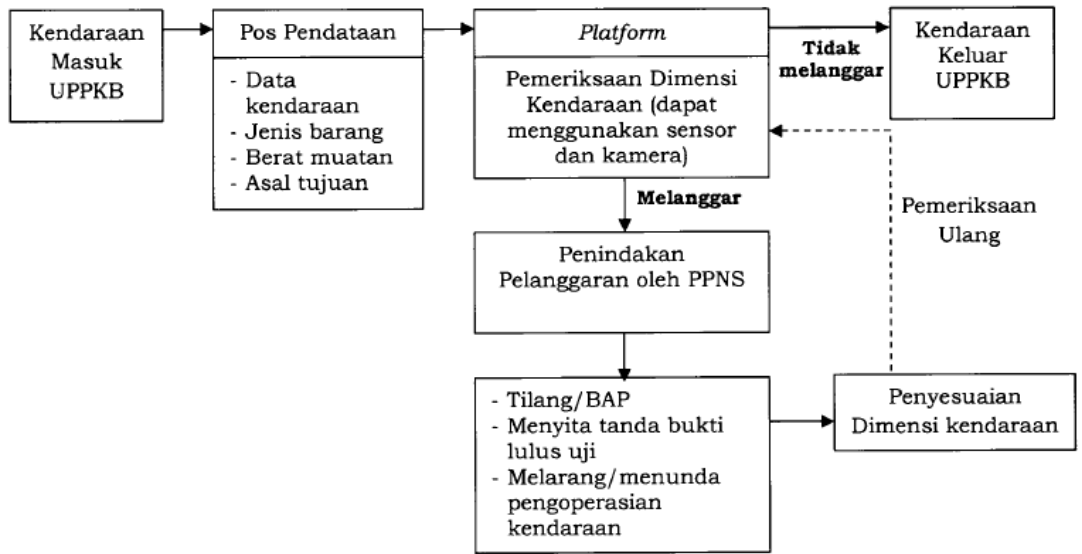 Kendaraan
Masuk
UPPKB
Pos Pendataan
- Data
kendaraan
- Jenis barang
- Berat muatan
- Asal tujuan
Platform
Pemeriksaan Dimensi
Kendaraan (dapat
menggunakan sensor
dan kamera)
Tidak
melanggar
Kendaraan
Keluar
UPPKB
Melanggar
Pemeriksaan
Ulang
Penindakan
Pelanggaran oleh PPNS
- Tilang/BAP
- Menyita tanda bukti
lulus uji
- Melarang/menunda
pengoperasian
kendaraan
Penyesuaian
Dimensi kendaraan